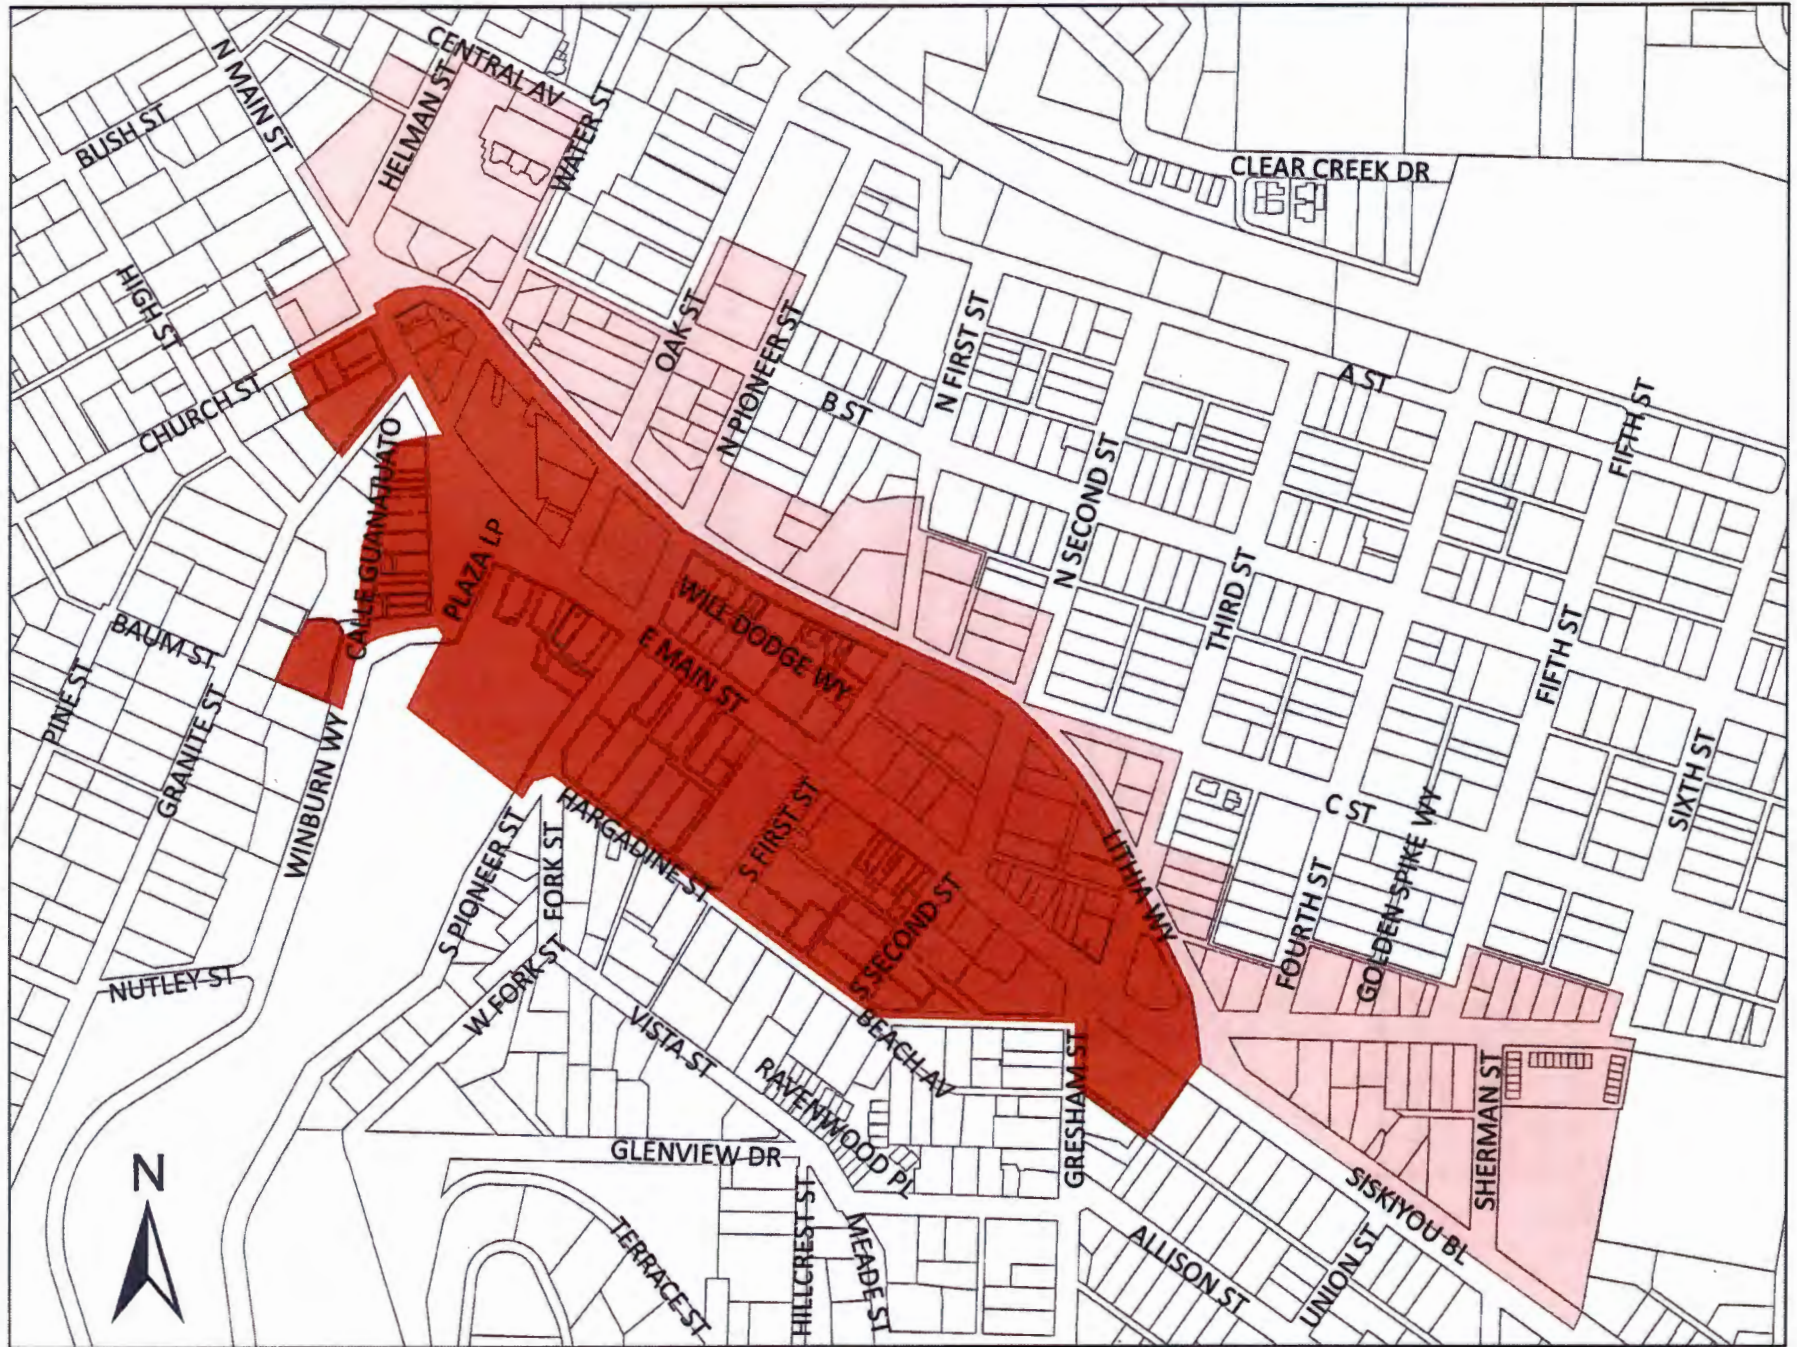 CENTRAL AV
N MAIN ST
HELMAN ST
WATER ST
BUSH ST
CLEAR CREEK DR
HIGH ST
OAK ST
N PIONEER ST
N FIRST ST
A ST
FIFTH ST
CHURCH ST
B ST
CALLE GUANAJUATO
N SECOND ST
PLAZA LP
WILL DODGE WY
THIRD ST
E MAIN ST
FIFTH ST
BAUM ST
PINE ST
GRANITE ST
WINBURN WY
SIXTH ST
HARGADINE ST
S FIRST ST
C ST
GOLDEN SPIKE WY
LITHIA WY
S PIONEER ST
FORK ST
S SECOND ST
FOURTH ST
NUTLEY ST
W FORK ST
VISTA ST
BEACH AV
RAVENWOOD PL
GRESHAM ST
SHERMAN ST
GLENVIEW DR
N
SISKIYOU BL
TERRACE ST
HILLCREST ST
MEADE ST
ALLISON ST
UNION ST